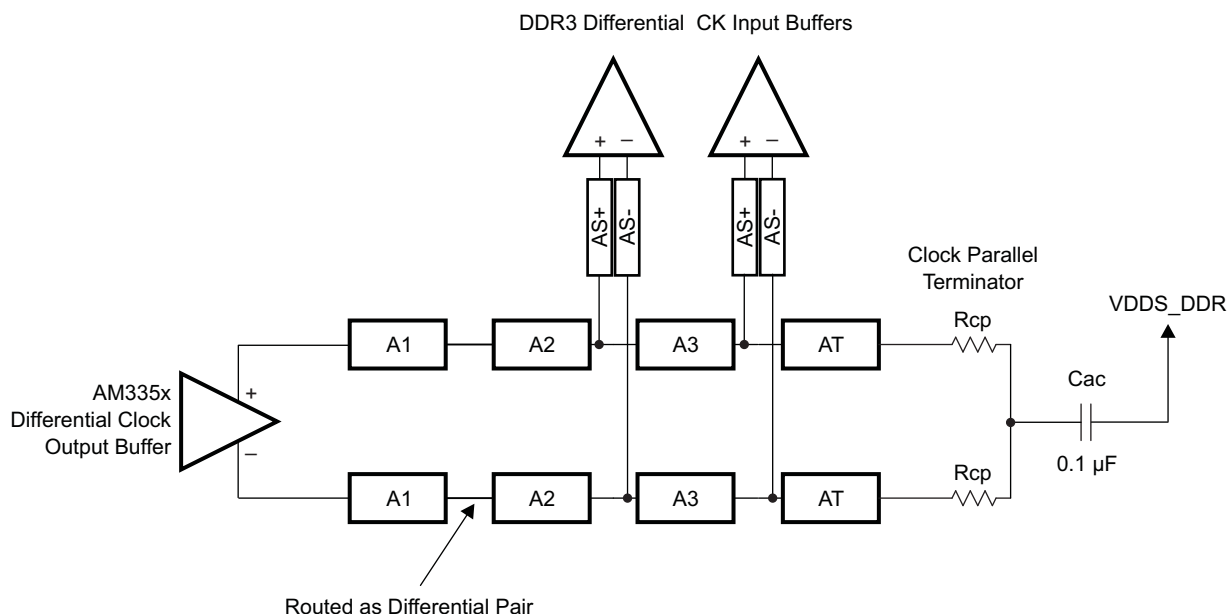 DDR3 Differential CK Input Buffers
+ − + −
AS+ AS- AS+ AS-
Clock Parallel
Terminator
VDDS_DDR
A1 A2 A3 AT
Rcp
AM335x
Differential Clock
Output Buffer
+
−
Cac
0.1 µF
Rcp
A1 A2 A3 AT
Routed as Differential Pair